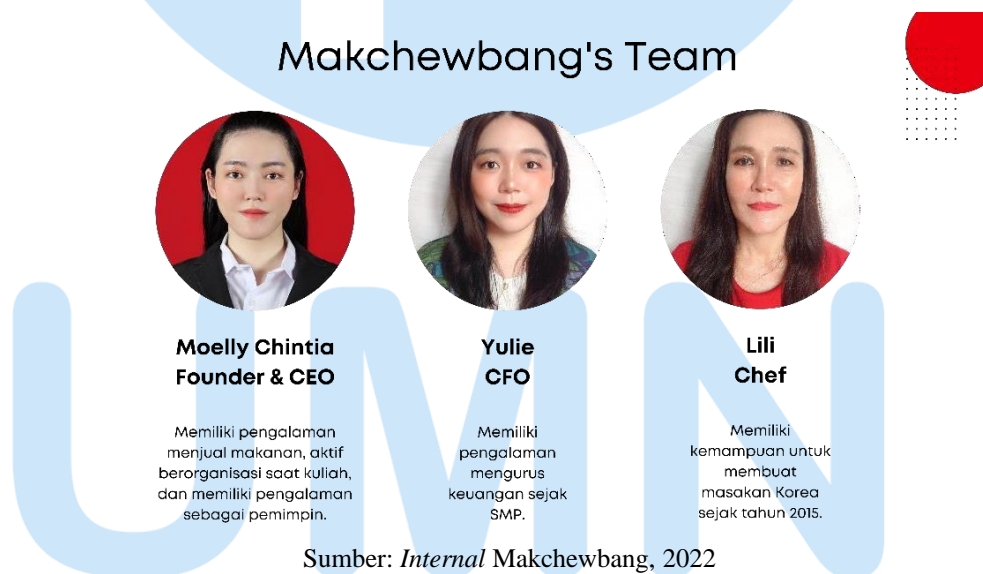 Makchewbang's Team
Moelly Chintia
Founder & CEO
Memiliki pengalaman
menjual makanan, aktif
berorganisasi saat kuliah,
dan memiliki pengalaman
sebagai pemimpin.
Yulie
CFO
Memiliki
pengalaman
mengurus
keuangan sejak
SMP.
Lili
Chef
Memiliki
kemampuan untuk
membuat
masakan Korea
sejak tahun 2015.
UMN
Sumber: Internal Makchewbang, 2022